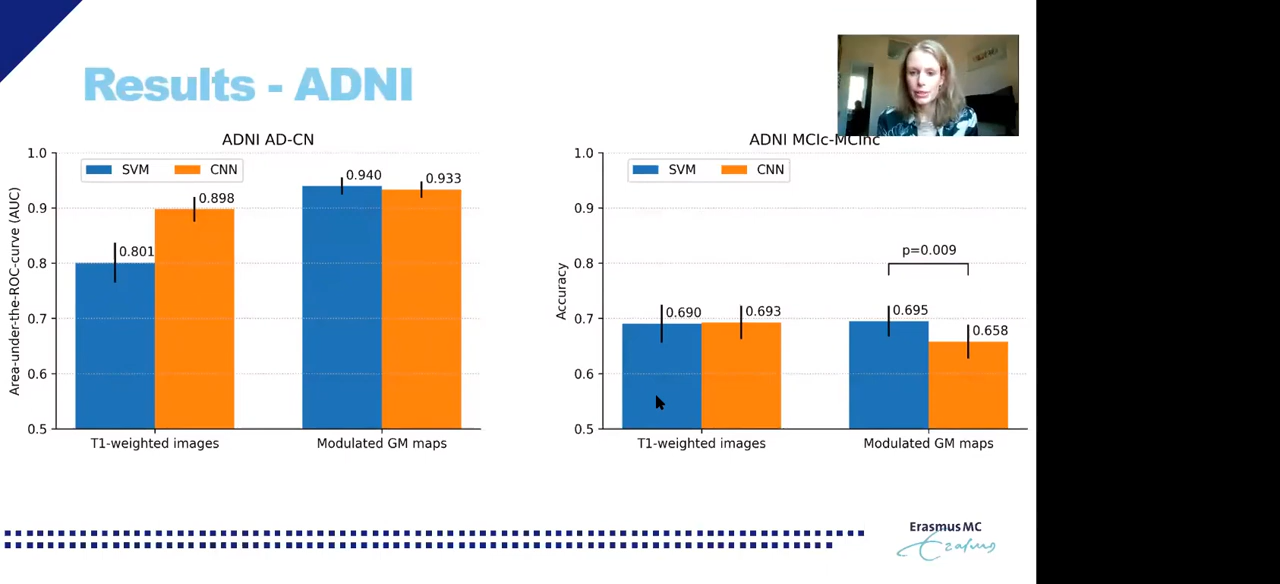 Results - ADNI
ADNI AD-CN
Area-under-the-ROC-curve (AUC)
1.0
0.9
0.8
0.7
0.6
0.5
SVM
CNN
0.801
0.898
0.940
0.933
T1-weighted images
Modulated GM maps
ADNI MCIc-MCInc
Accuracy
1.0
0.9
0.8
0.7
0.6
0.5
SVM
CNN
p=0.009
0.690
0.693
0.695
0.658
T1-weighted images
Modulated GM maps
Erasmus MC
Erasmus